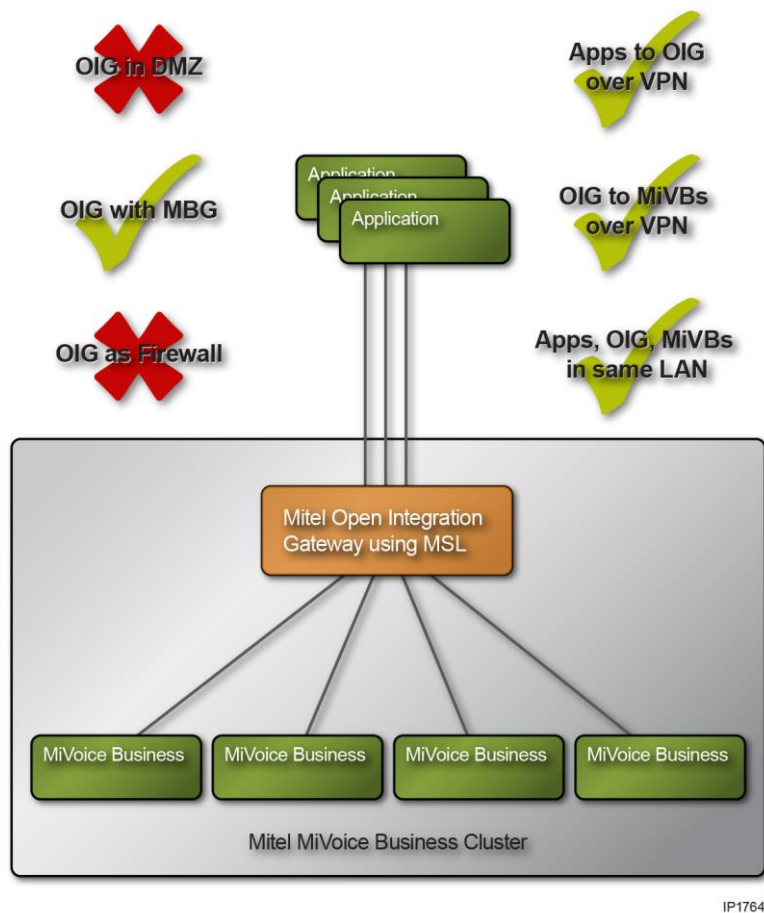 OIG in DMZ
Apps to OIG
over VPN
Application
Application
Application
OIG with MBG
OIG to MiVBs
over VPN
OIG as Firewall
Apps, OIG, MiVBs
in same LAN
Mitel Open Integration
Gateway using MSL
MiVoice Business
MiVoice Business
MiVoice Business
MiVoice Business
Mitel MiVoice Business Cluster
IP1764